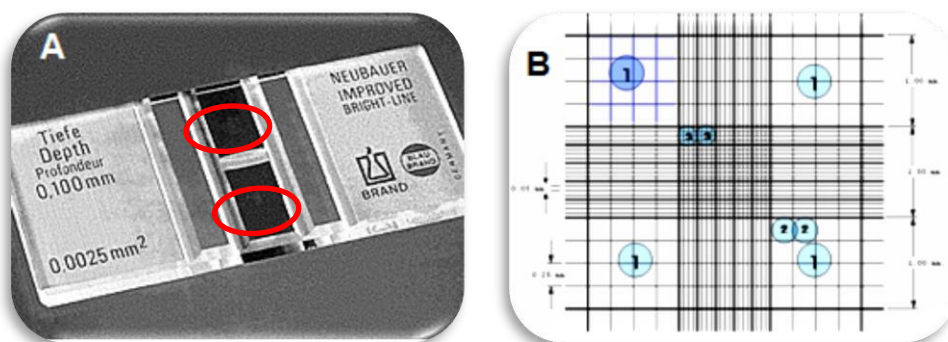 A
Tiefe
Depth
Profondeur
0,100 mm
0,0025 mm²
NEUBAUER
IMPROVED
BRIGHT-LINE
BRAND
BLAU
BRAND
GERMANY
B
1
1
3 3
2 2
1
1
1.00 mm
1.00 mm
1.00 mm
0.05 mm
0.25 mm